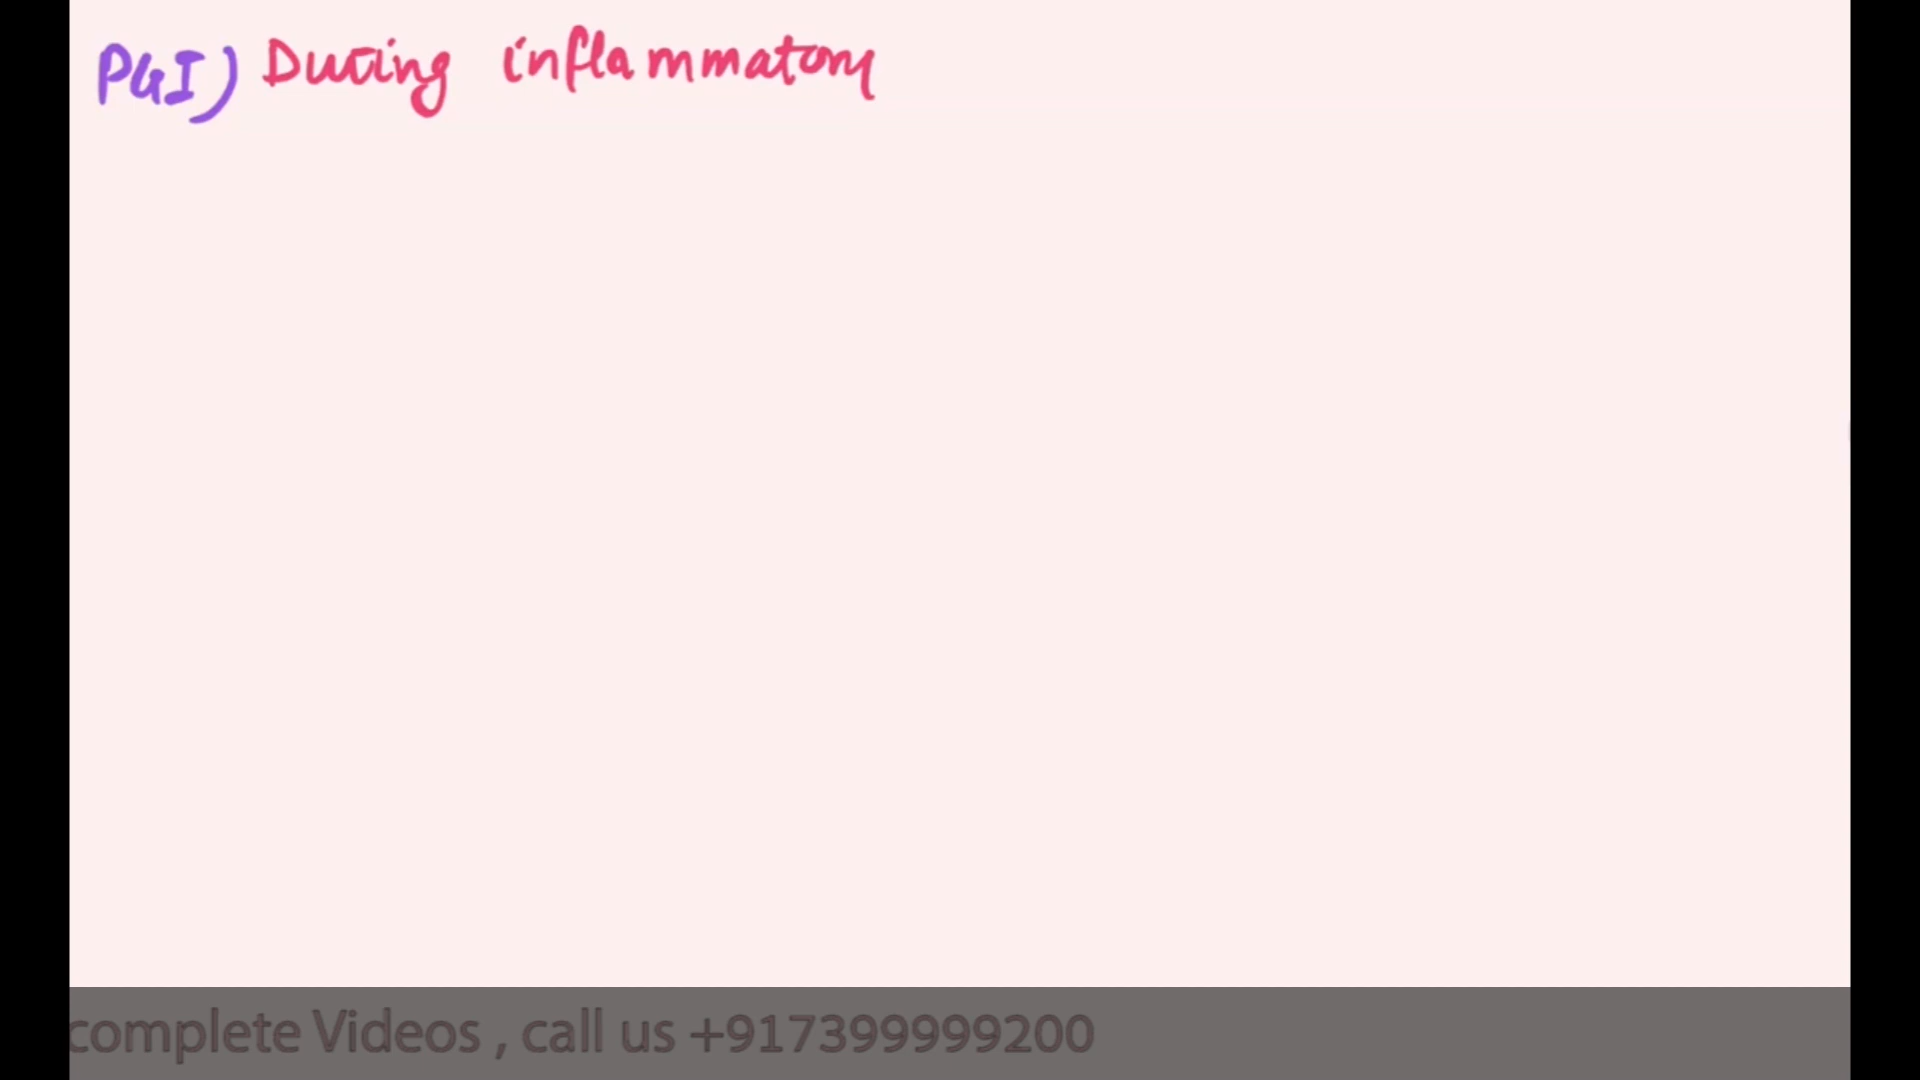 PGI) During inflammatory
complete Videos , call us +917399999200